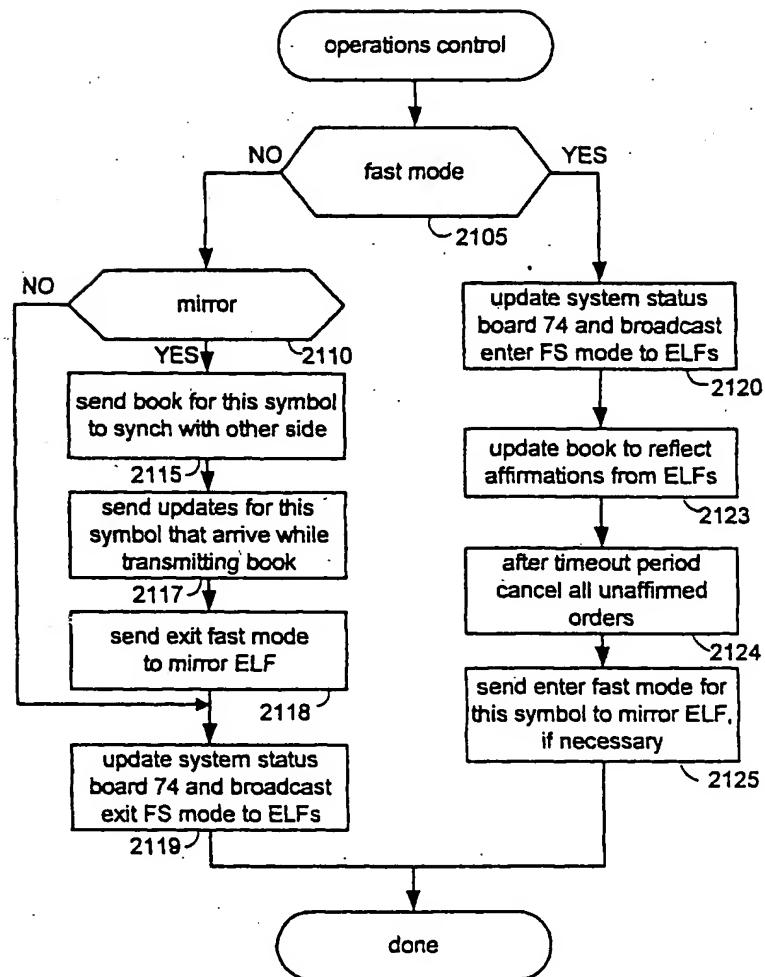 operations control
NO
YES
fast mode
2105
NO
mirror
2110
YES
send book for this symbol
to synch with other side
2115
send updates for this
symbol that arrive while
transmitting book
2117
send exit fast mode
to mirror ELF
2118
update system status
board 74 and broadcast
exit FS mode to ELFs
2119
update system status
board 74 and broadcast
enter FS mode to ELFs
2120
update book to reflect
affirmations from ELFs
2123
after timeout period
cancel all unaffirmed
orders
2124
send enter fast mode for
this symbol to mirror ELF,
if necessary
2125
done